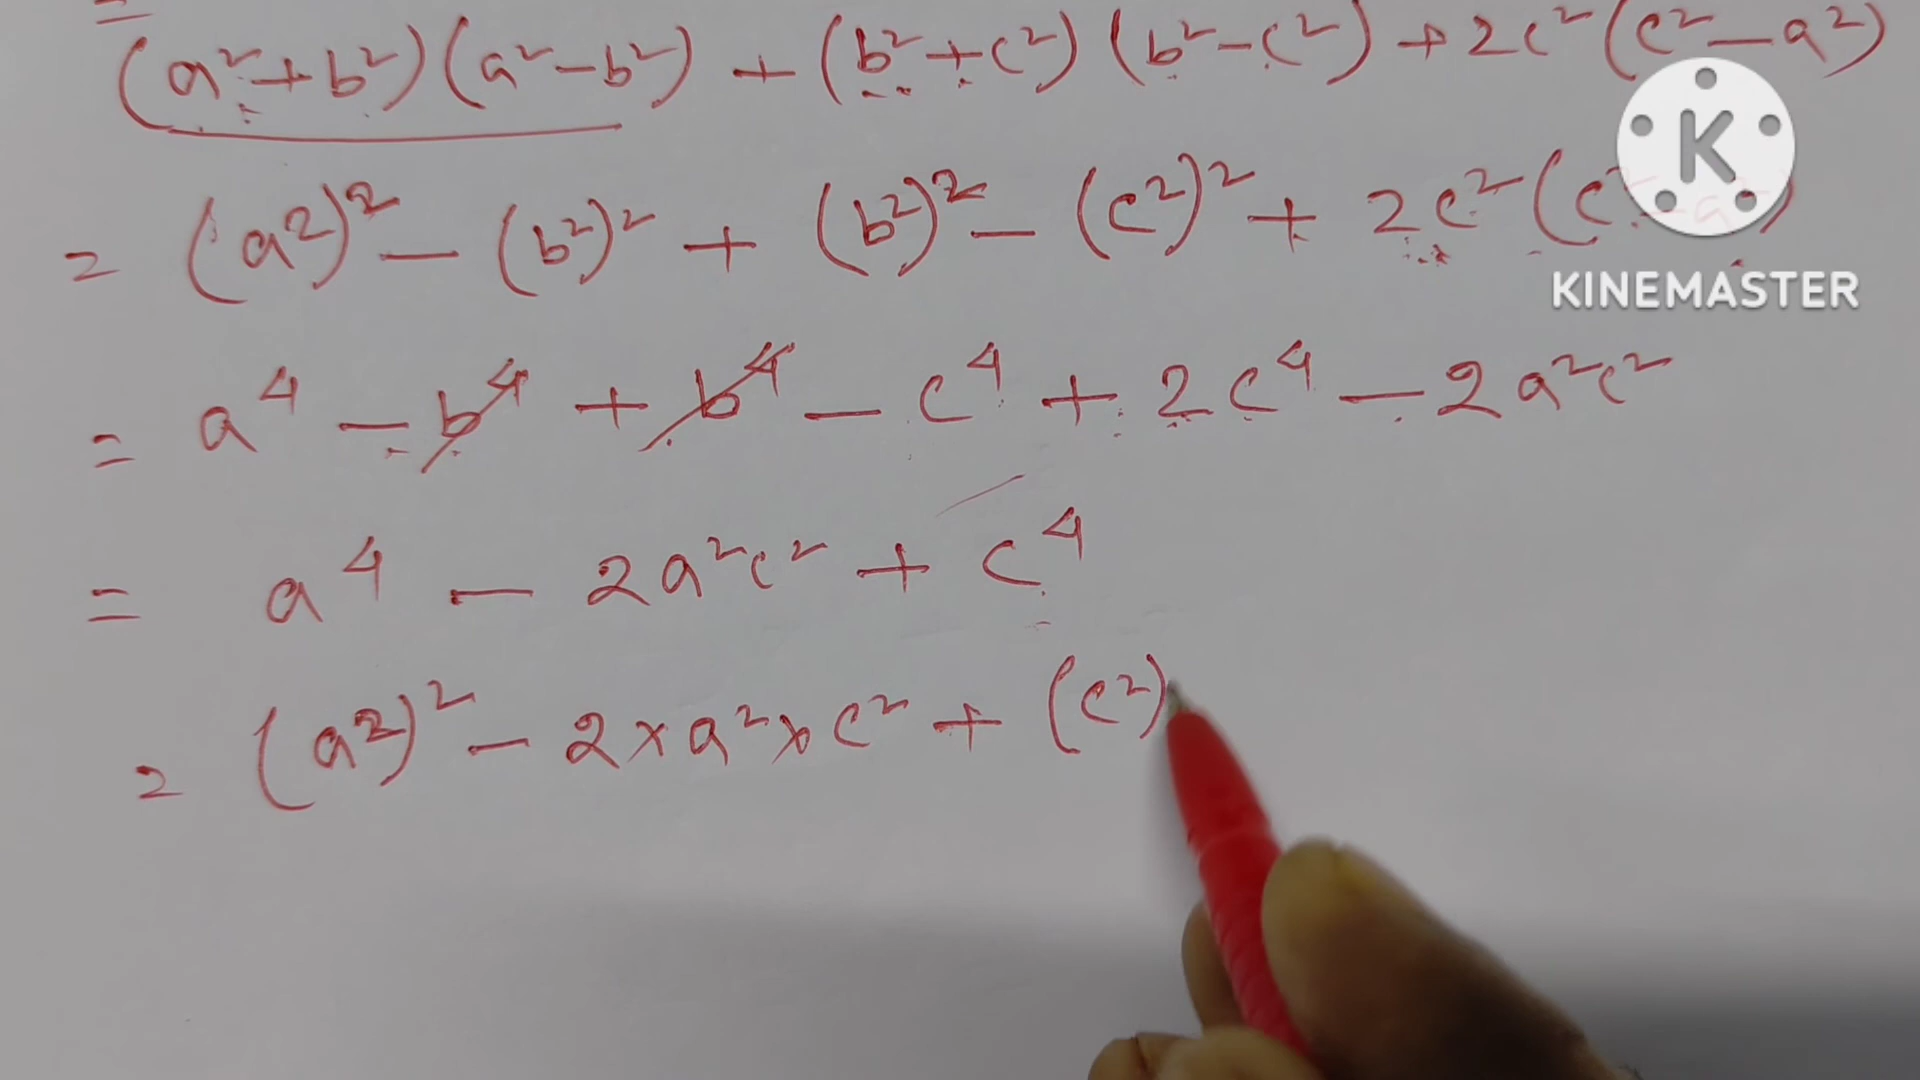 =
(a²+b²)(a²-b²) + (b²+c²)(b²-c²) + 2c²(c²-a²)
= (a²)² - (b²)² + (b²)² - (c²)² + 2c²(c²-a²)
= a⁴ - b⁴ + b⁴ - c⁴ + 2c⁴ - 2a²c²
= a⁴ - 2a²c² + c⁴
= (a²)² - 2×a²×c² + (c²)
K
KINEMASTER